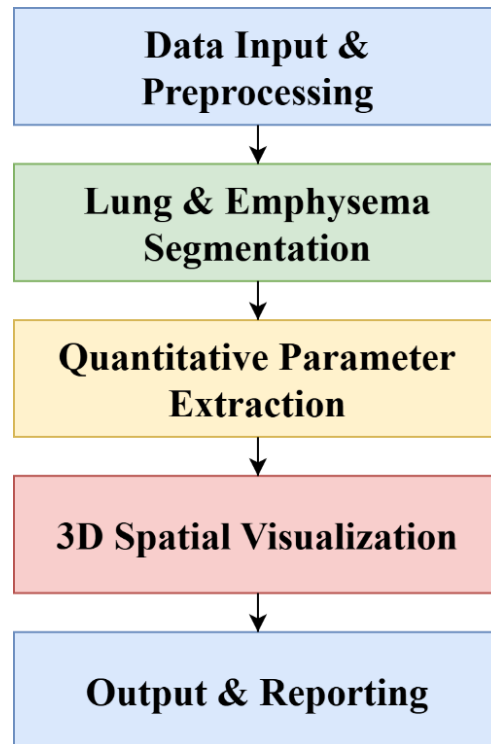 Data Input &
Preprocessing
Lung & Emphysema
Segmentation
Quantitative Parameter
Extraction
3D Spatial Visualization
Output & Reporting